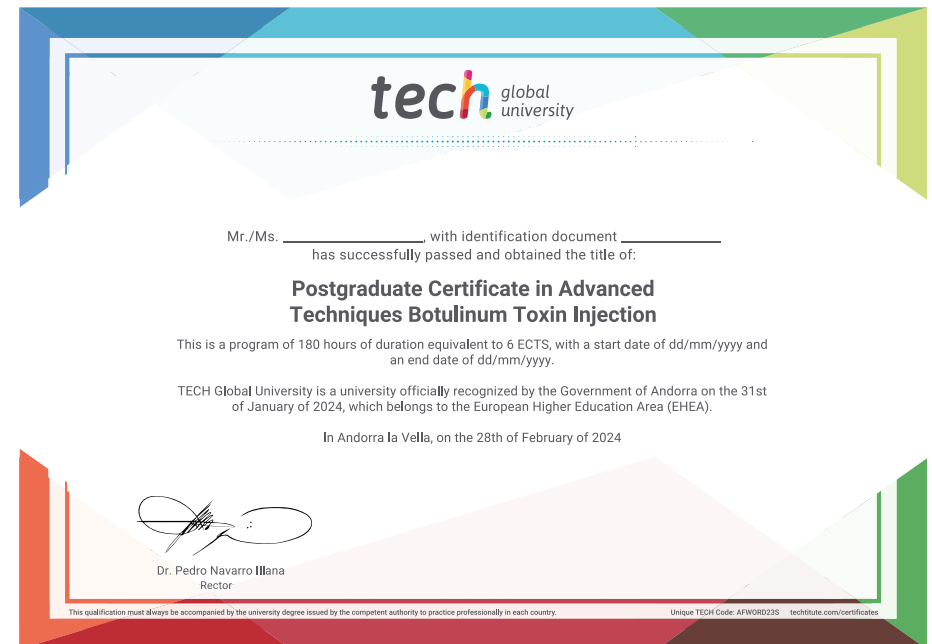 tech global
university
Mr./Ms. ____________, with identification document ____________
has successfully passed and obtained the title of:
Postgraduate Certificate in Advanced
Techniques Botulinum Toxin Injection
This is a program of 180 hours of duration equivalent to 6 ECTS, with a start date of dd/mm/yyyy and
an end date of dd/mm/yyyy.
TECH Global University is a university officially recognized by the Government of Andorra on the 31st
of January of 2024, which belongs to the European Higher Education Area (EHEA).
In Andorra la Vella, on the 28th of February of 2024
Dr. Pedro Navarro Illana
Rector
This qualification must always be accompanied by the university degree issued by the competent authority to practice professionally in each country.
Unique TECH Code: AFWORD23S techtitute.com/certificates